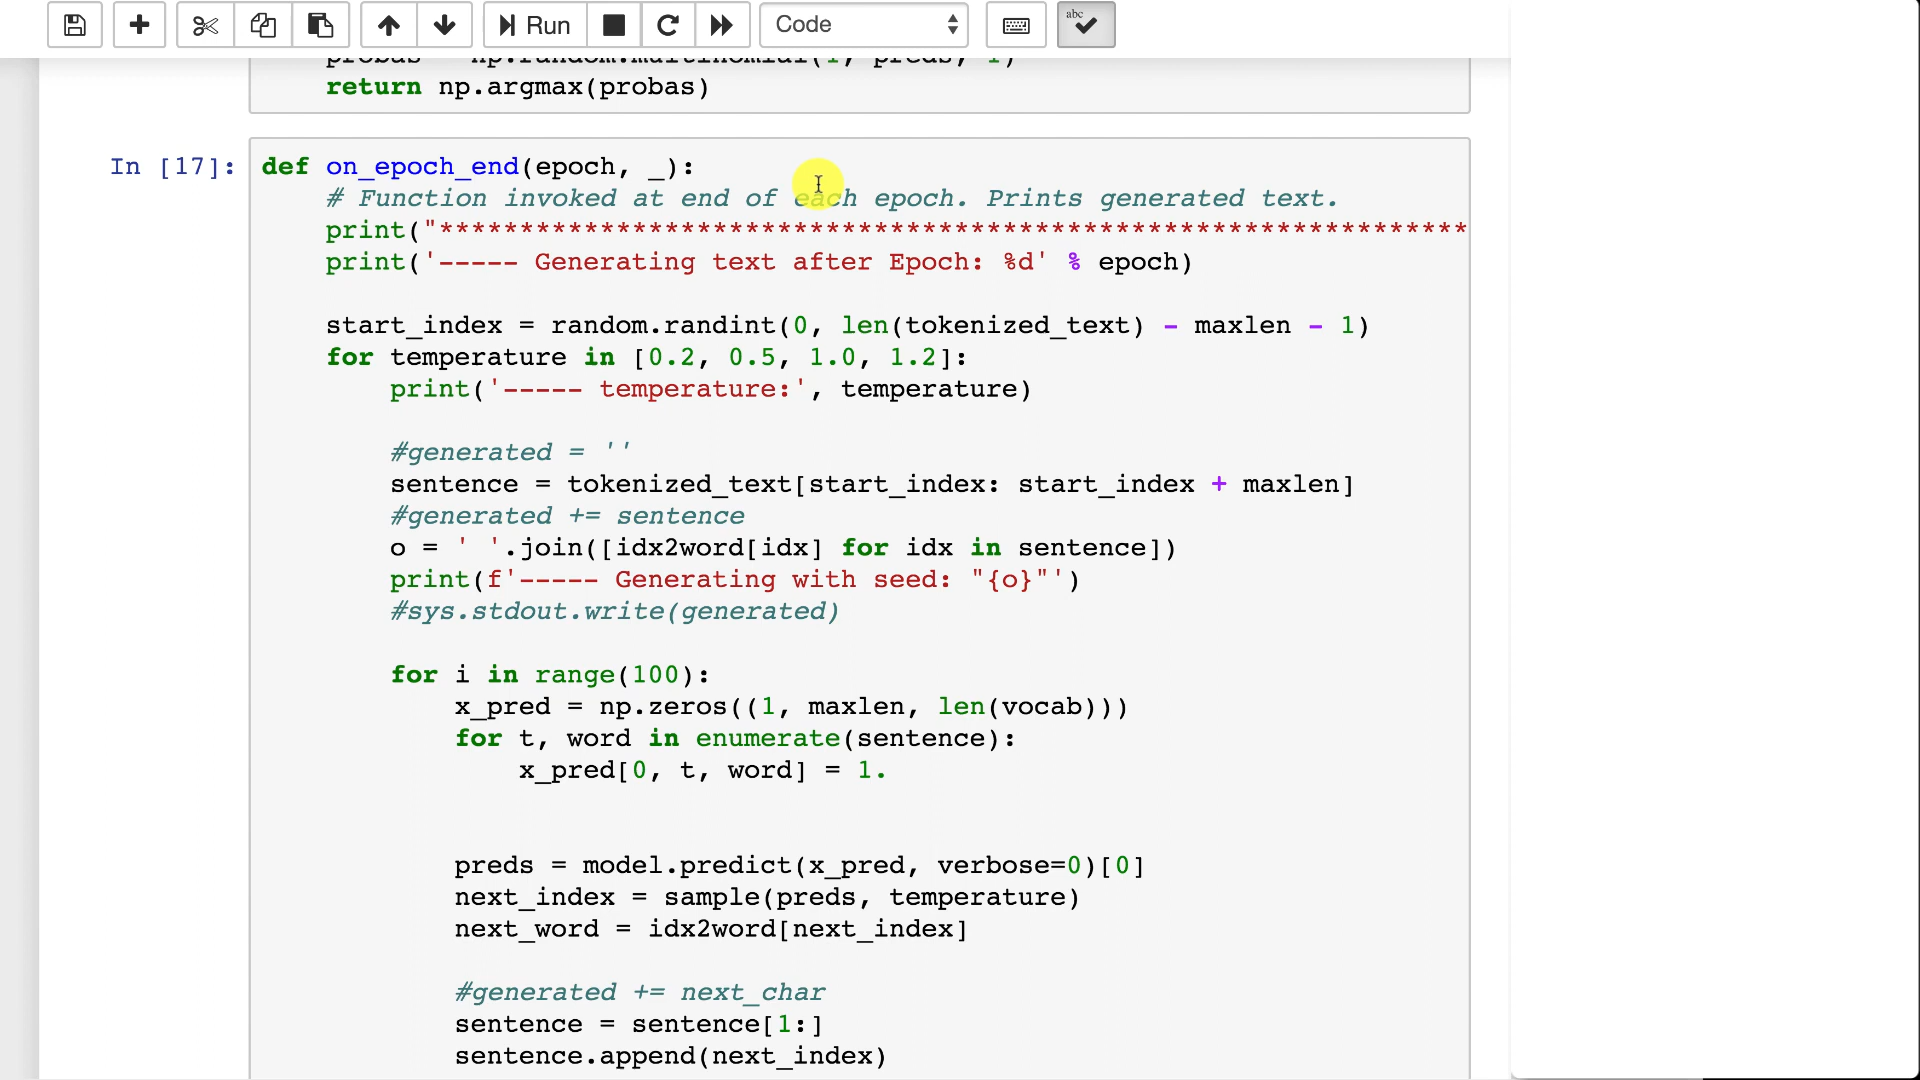 Run
Code
abc
return np.argmax(probas)
In [17]:
def on_epoch_end(epoch, _):
# Function invoked at end of each epoch. Prints generated text.
print("****************************************************************
print('----- Generating text after Epoch: %d' % epoch)
start_index = random.randint(0, len(tokenized_text) - maxlen - 1)
for temperature in [0.2, 0.5, 1.0, 1.2]:
print('----- temperature:', temperature)
#generated = ''
sentence = tokenized_text[start_index: start_index + maxlen]
#generated += sentence
o = ' '.join([idx2word[idx] for idx in sentence])
print(f'----- Generating with seed: "{o}"')
#sys.stdout.write(generated)
for i in range(100):
x_pred = np.zeros((1, maxlen, len(vocab)))
for t, word in enumerate(sentence):
x_pred[0, t, word] = 1.
preds = model.predict(x_pred, verbose=0)[0]
next_index = sample(preds, temperature)
next_word = idx2word[next_index]
#generated += next_char
sentence = sentence[1:]
sentence.append(next_index)